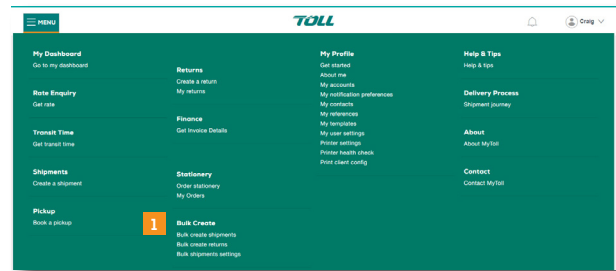 MENU
TOLL
Craig
My Dashboard
Go to my dashboard
Rate Enquiry
Get rate
Transit Time
Get transit time
Shipments
Create a shipment
Pickup
Book a pickup
Returns
Create a return
My returns
Finance
Get Invoice Details
Stationery
Order stationery
My Orders
1
Bulk Create
Bulk create shipments
Bulk create returns
Bulk shipments settings
My Profile
Get started
About me
My accounts
My notification preferences
My contacts
My references
My templates
My user settings
Printer settings
Printer health check
Print client config
Help & Tips
Help & tips
Delivery Process
Shipment journey
About
About MyToll
Contact
Contact MyToll